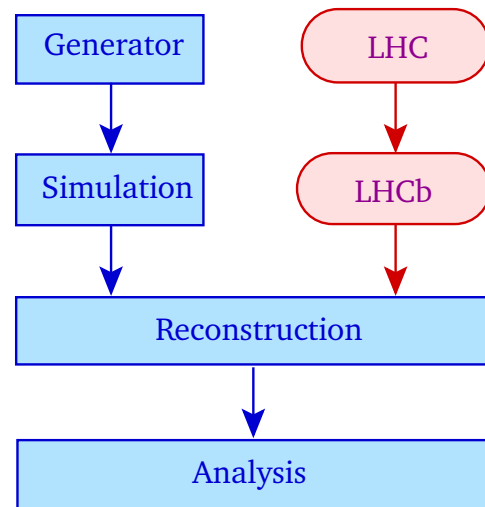 Generator
LHC
Simulation
LHCb
Reconstruction
Analysis